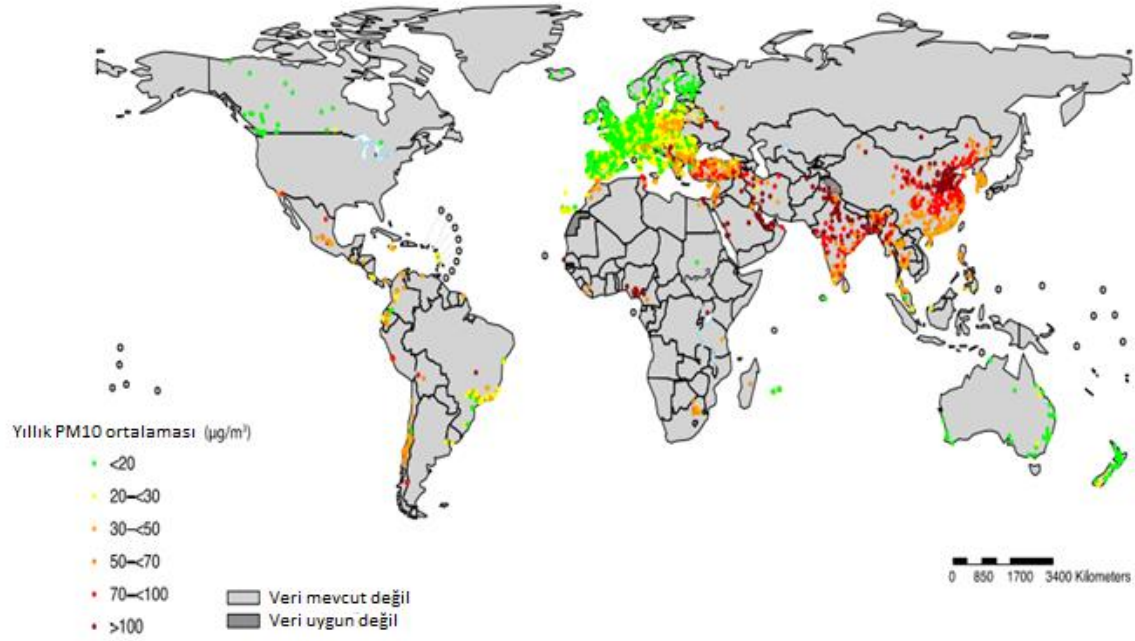 Yıllık PM10 ortalaması (µg/m³)
<20
20–<30
30–<50
50–<70
70–<100
>100
Veri mevcut değil
Veri uygun değil
0 850 1700 3400 Kilometers